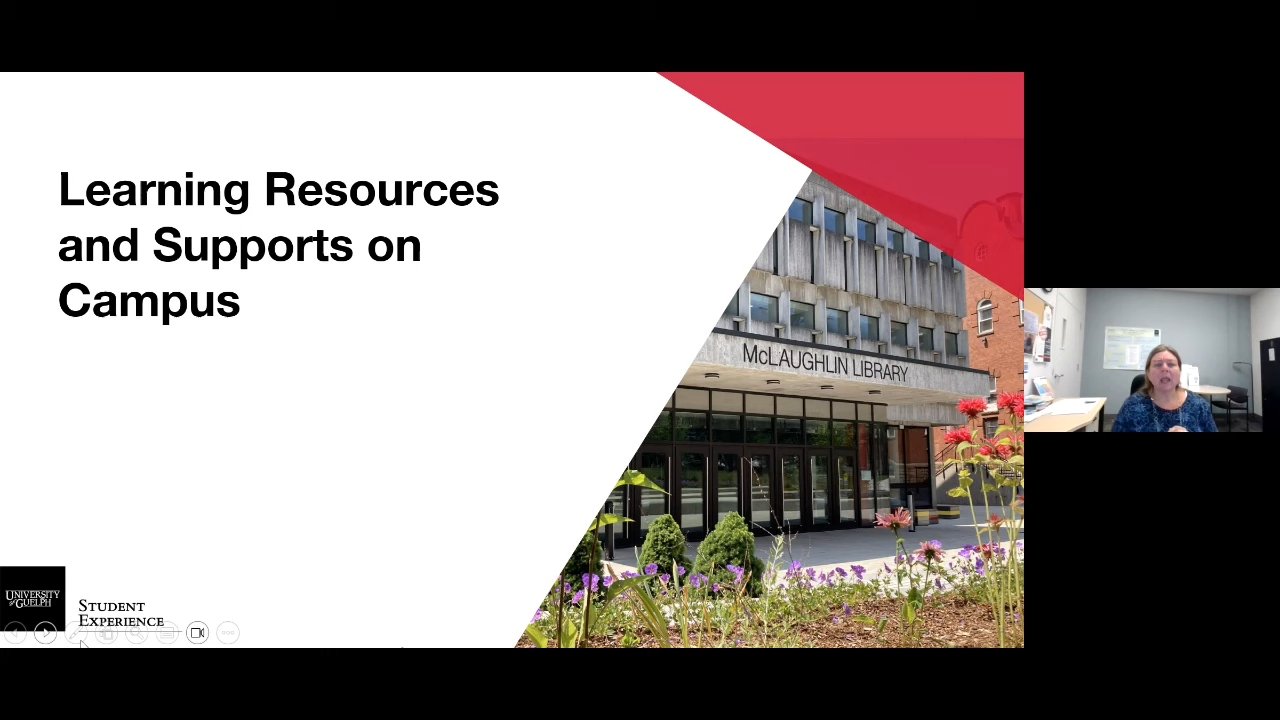 Learning Resources
and Supports on
Campus
McLAUGHLIN LIBRARY
UNIVERSITY
of GUELPH
STUDENT
EXPERIENCE